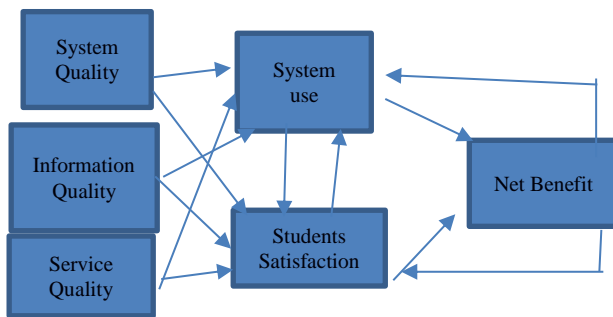 System
Quality
System
use
Information
Quality
Net Benefit
Students
Satisfaction
Service
Quality